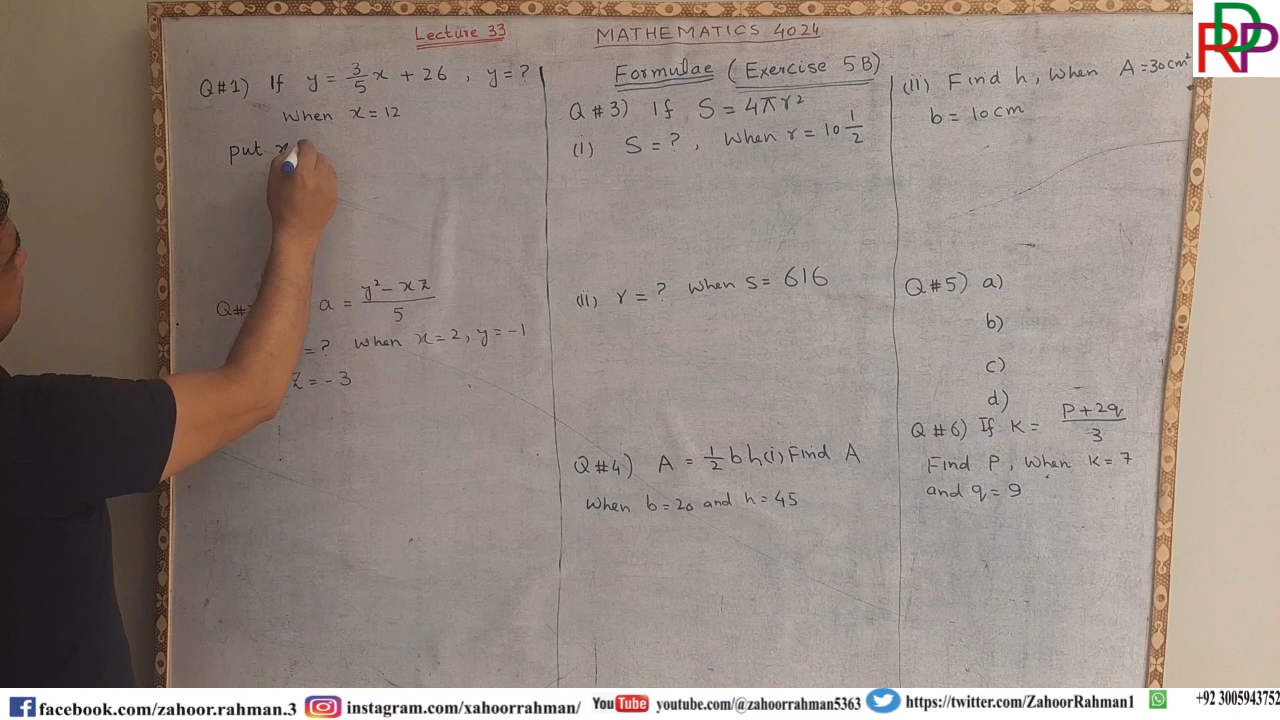 Lecture 33
MATHEMATICS 4024
Q#1) If y = 3/5 x + 26 , y = ?
When x = 12
put x
a = y² - xz / 5
= ? When x = 2, y = -1
z = -3
Formulae (Exercise 5B)
Q#3) If S = 4πr²
(i) S = ? , When r = 10 1/2
(ii) r = ? When S = 616
Q#4) A = 1/2 bh (i) Find A
When b = 20 and h = 45
(ii) Find h, When A = 30cm²
b = 10cm
Q#5) a)
b)
c)
d)
Q#6) If K = P+2q / 3
Find P, When K = 7
and q = 9
RDP
facebook.com/zahoor.rahman.3
instagram.com/xahoorrahman/
YouTube youtube.com/@zahoorrahman5363
https://twitter.com/ZahoorRahman1
+92 3005943752